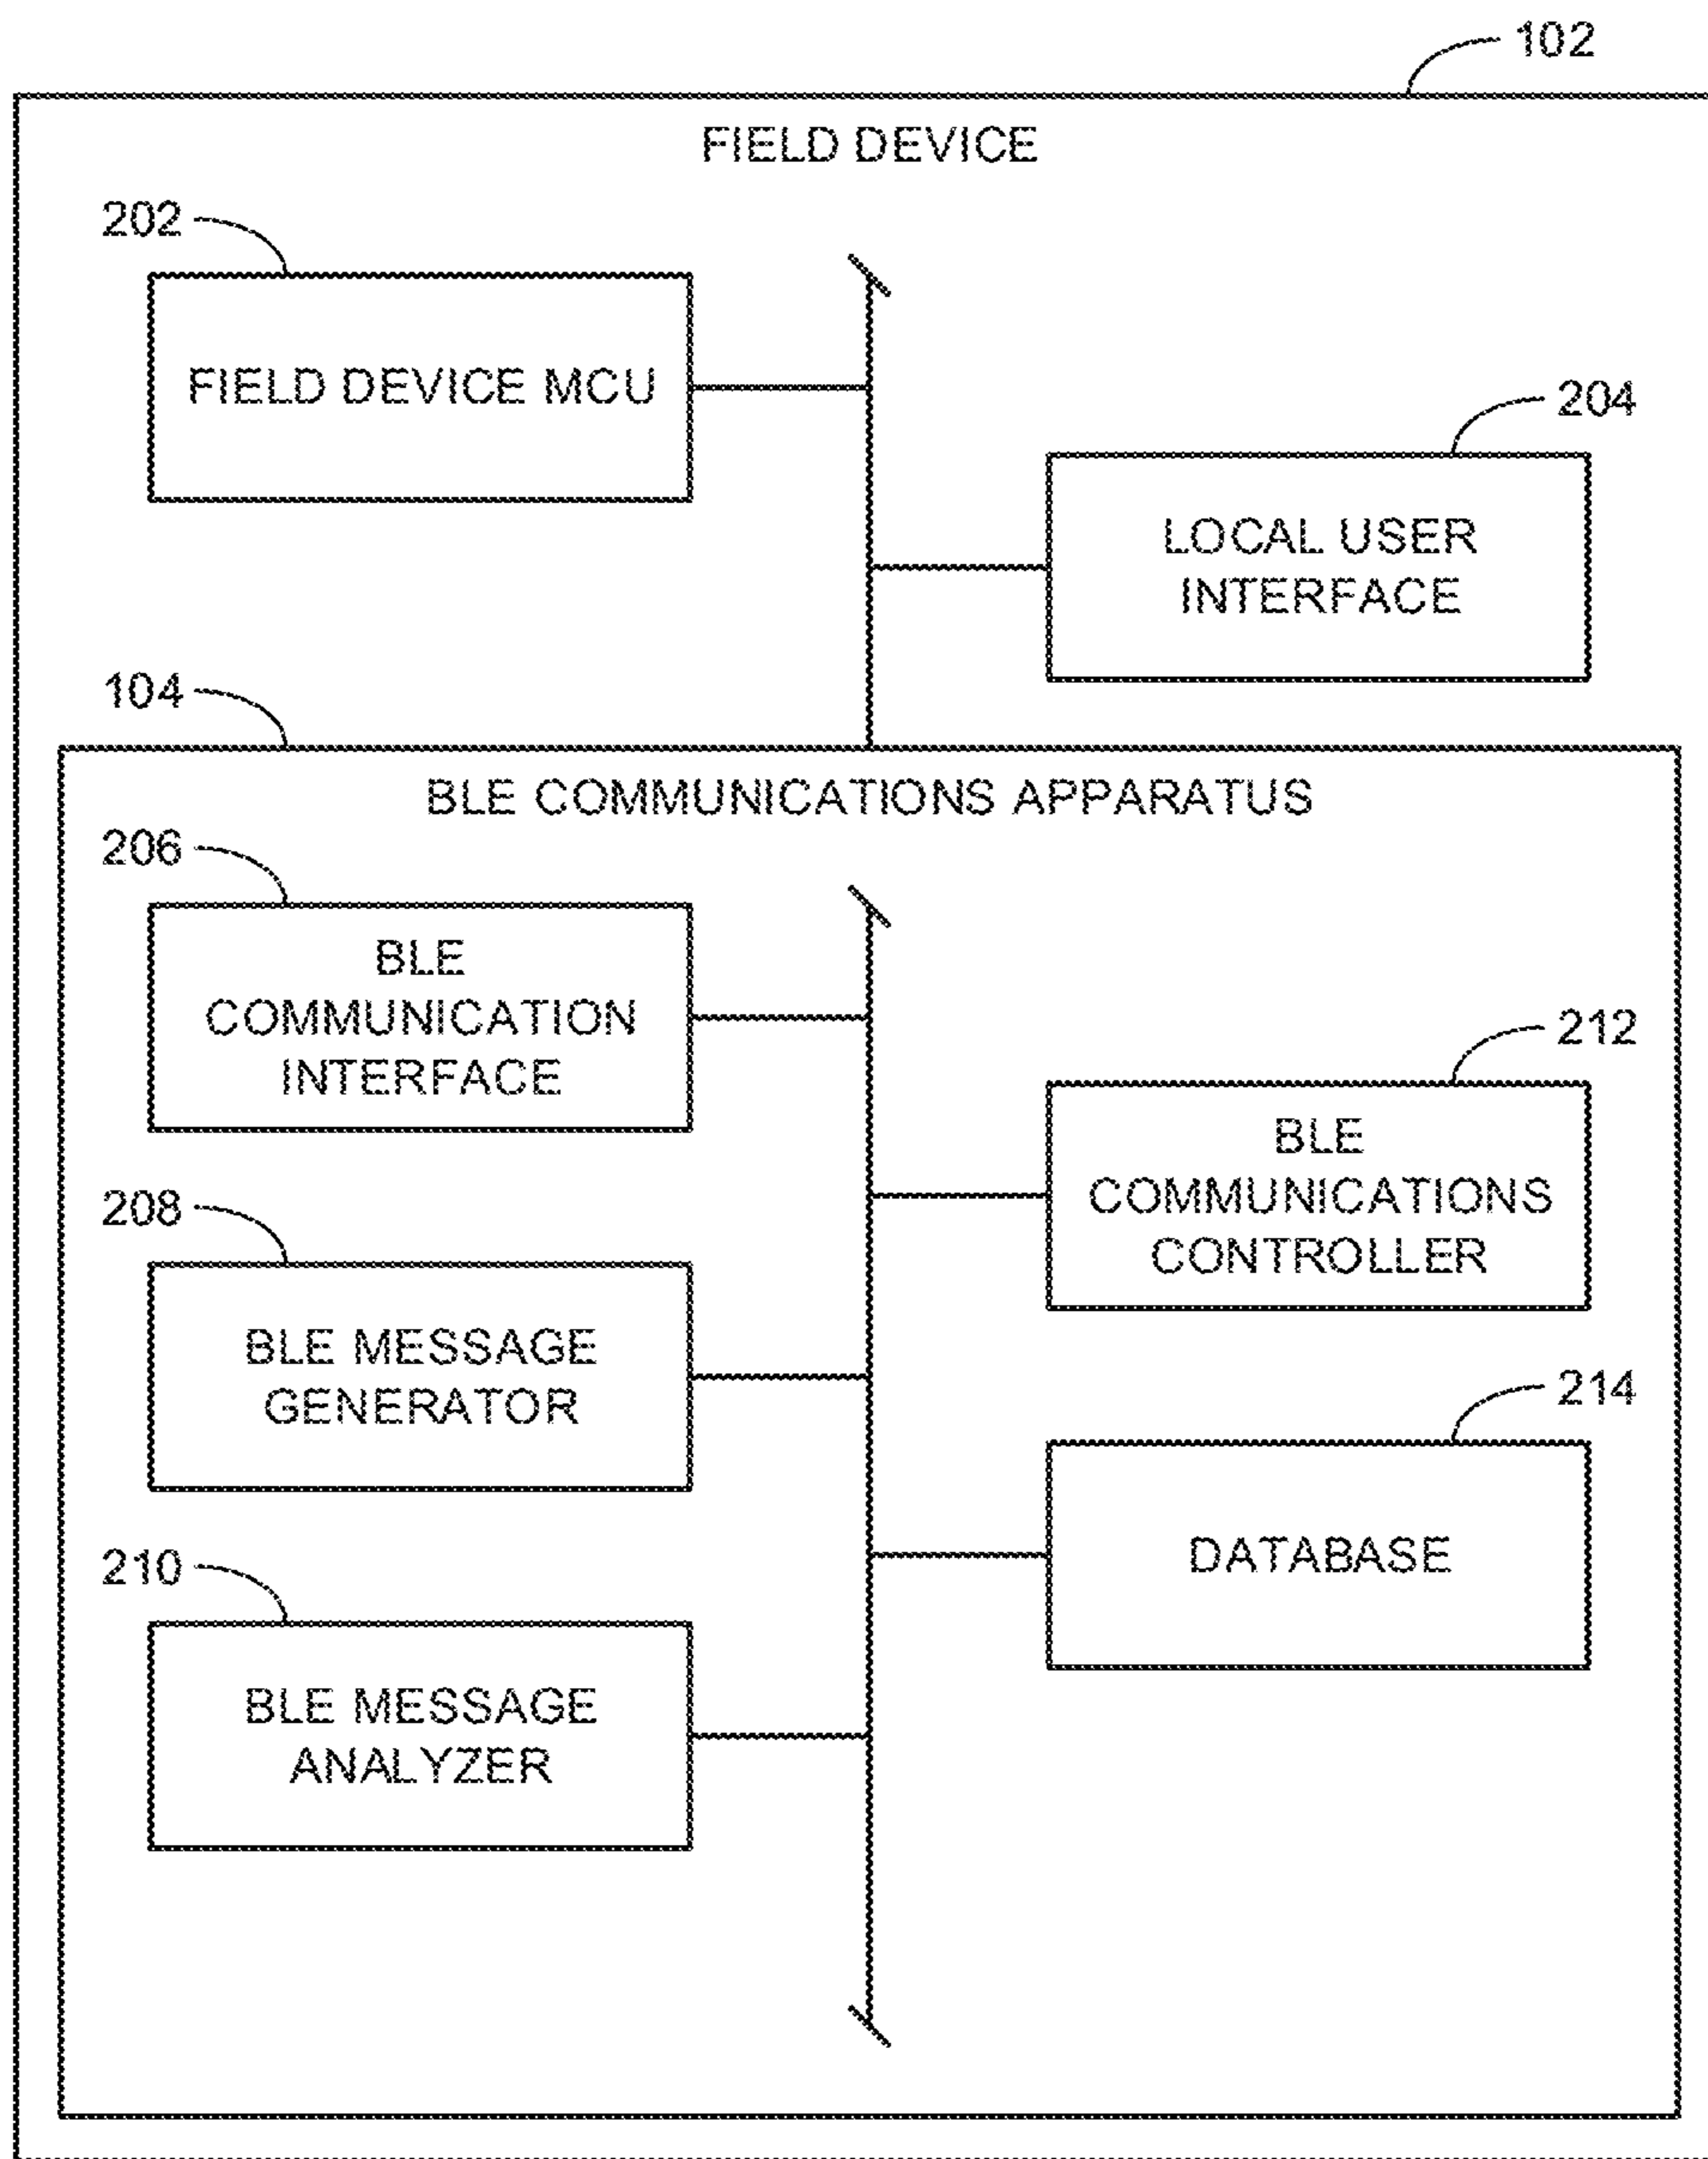 102
FIELD DEVICE
202
FIELD DEVICE MCU
204
LOCAL USER
INTERFACE
104
BLE COMMUNICATIONS APPARATUS
206
BLE
COMMUNICATION
INTERFACE
212
BLE
COMMUNICATIONS
CONTROLLER
208
BLE MESSAGE
GENERATOR
214
DATABASE
210
BLE MESSAGE
ANALYZER